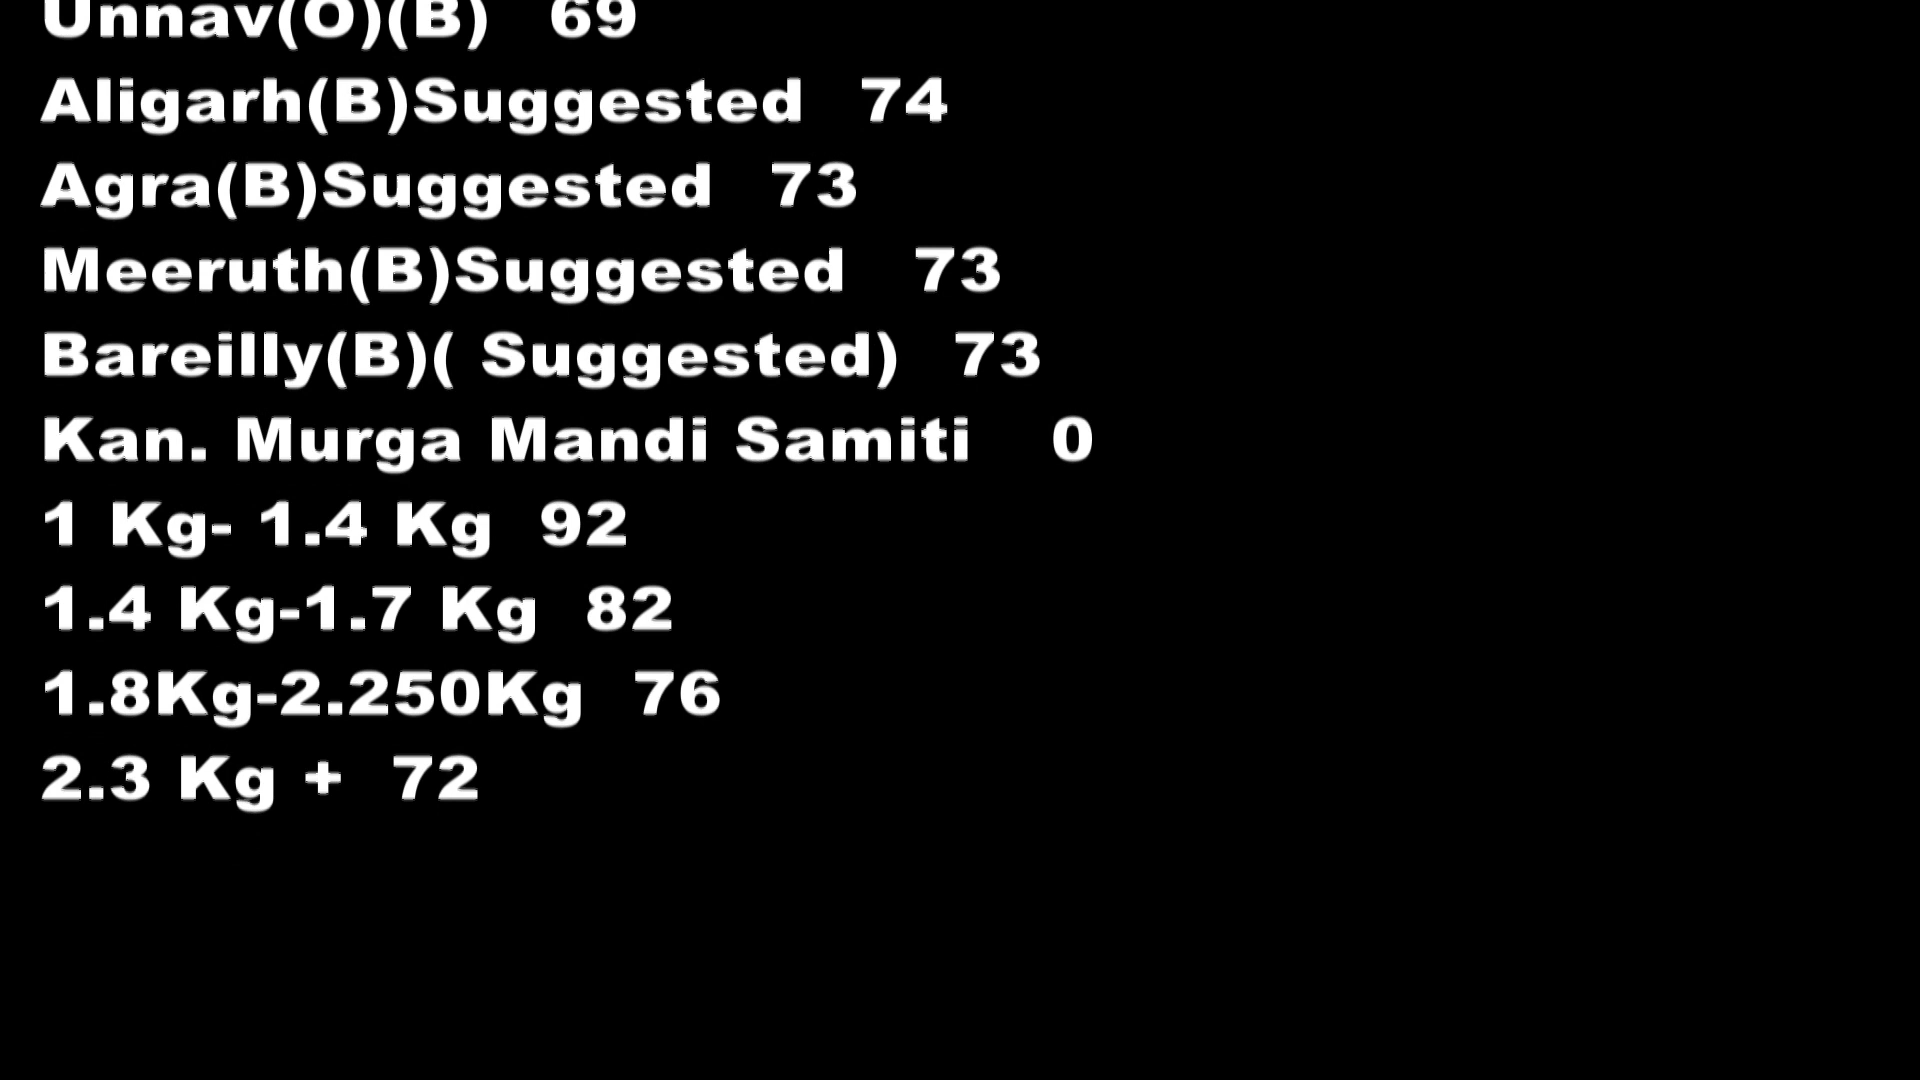 Unnav(O)(B) 69
Aligarh(B)Suggested 74
Agra(B)Suggested 73
Meeruth(B)Suggested 73
Bareilly(B)( Suggested) 73
Kan. Murga Mandi Samiti 0
1 Kg- 1.4 Kg 92
1.4 Kg-1.7 Kg 82
1.8Kg-2.250Kg 76
2.3 Kg + 72